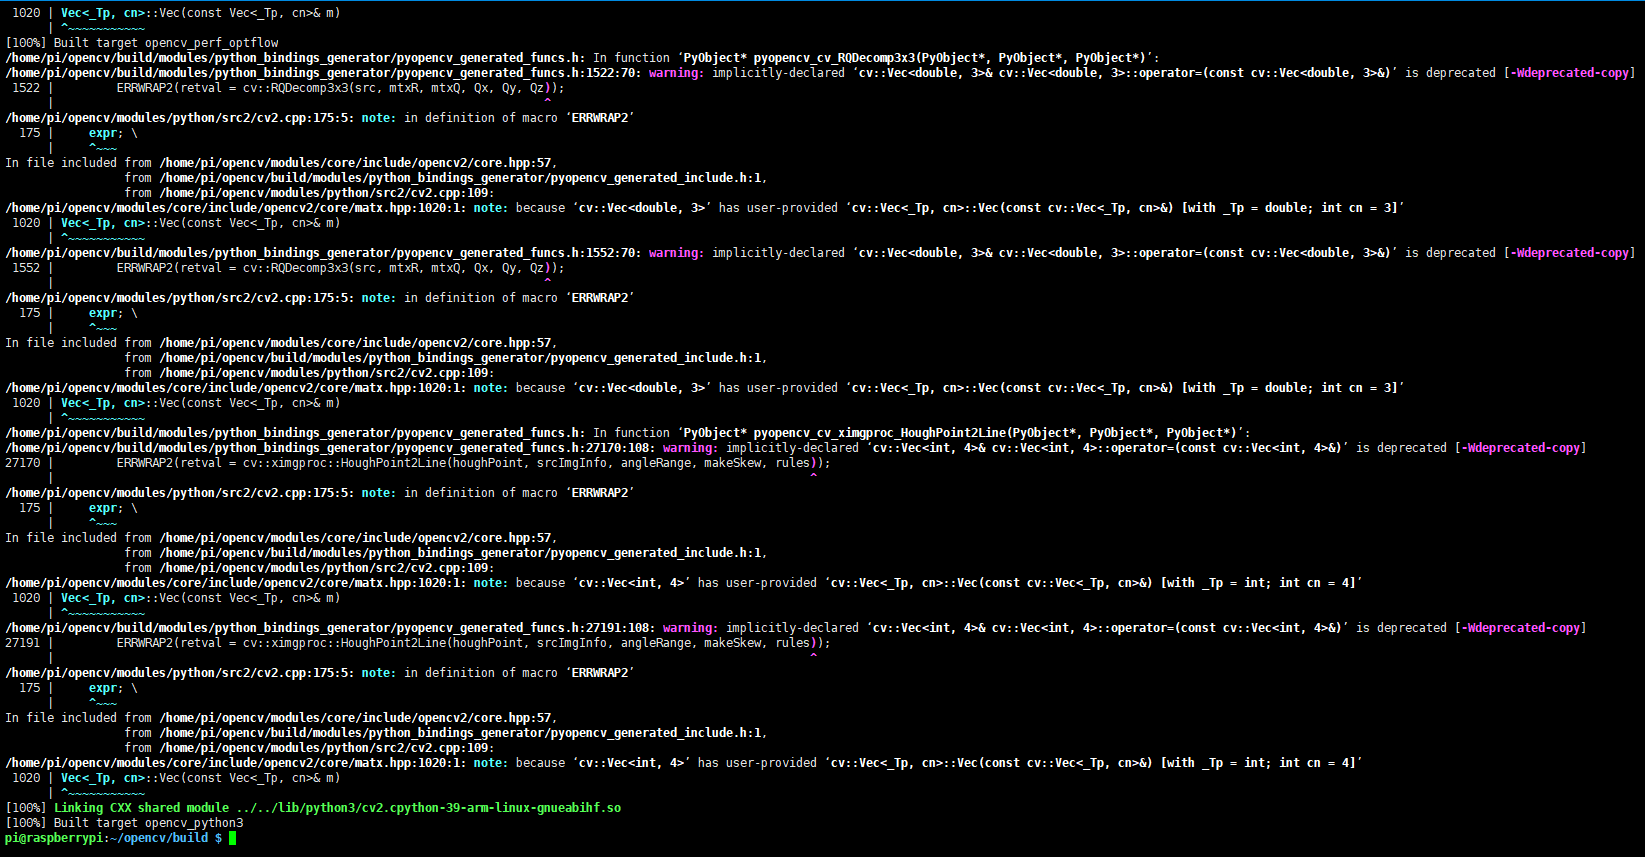 1020 | Vec<_Tp, cn>::Vec(const Vec<_Tp, cn>& m)
| ^~~~~~~~~~~~
[100%] Built target opencv_perf_optflow
/home/pi/opencv/build/modules/python_bindings_generator/pyopencv_generated_funcs.h: In function ‘PyObject* pyopencv_cv_RQDecomp3x3(PyObject*, PyObject*, PyObject*)’:
/home/pi/opencv/build/modules/python_bindings_generator/pyopencv_generated_funcs.h:1522:70: warning: implicitly-declared ‘cv::Vec<double, 3>& cv::Vec<double, 3>::operator=(const cv::Vec<double, 3>&)’ is deprecated [-Wdeprecated-copy]
1522 |         ERRWRAP2(retval = cv::RQDecomp3x3(src, mtxR, mtxQ, Qx, Qy, Qz));
| ^
/home/pi/opencv/modules/python/src2/cv2.cpp:175:5: note: in definition of macro ‘ERRWRAP2’
175 |     expr; \
|     ^~~~
In file included from /home/pi/opencv/modules/core/include/opencv2/core.hpp:57,
from /home/pi/opencv/build/modules/python_bindings_generator/pyopencv_generated_include.h:1,
from /home/pi/opencv/modules/python/src2/cv2.cpp:109:
/home/pi/opencv/modules/core/include/opencv2/core/matx.hpp:1020:1: note: because ‘cv::Vec<double, 3>’ has user-provided ‘cv::Vec<_Tp, cn>::Vec(const cv::Vec<_Tp, cn>&) [with _Tp = double; int cn = 3]’
1020 | Vec<_Tp, cn>::Vec(const Vec<_Tp, cn>& m)
| ^~~~~~~~~~~~
/home/pi/opencv/build/modules/python_bindings_generator/pyopencv_generated_funcs.h:1552:70: warning: implicitly-declared ‘cv::Vec<double, 3>& cv::Vec<double, 3>::operator=(const cv::Vec<double, 3>&)’ is deprecated [-Wdeprecated-copy]
1552 |         ERRWRAP2(retval = cv::RQDecomp3x3(src, mtxR, mtxQ, Qx, Qy, Qz));
| ^
/home/pi/opencv/modules/python/src2/cv2.cpp:175:5: note: in definition of macro ‘ERRWRAP2’
175 |     expr; \
|     ^~~~
In file included from /home/pi/opencv/modules/core/include/opencv2/core.hpp:57,
from /home/pi/opencv/build/modules/python_bindings_generator/pyopencv_generated_include.h:1,
from /home/pi/opencv/modules/python/src2/cv2.cpp:109:
/home/pi/opencv/modules/core/include/opencv2/core/matx.hpp:1020:1: note: because ‘cv::Vec<double, 3>’ has user-provided ‘cv::Vec<_Tp, cn>::Vec(const cv::Vec<_Tp, cn>&) [with _Tp = double; int cn = 3]’
1020 | Vec<_Tp, cn>::Vec(const Vec<_Tp, cn>& m)
| ^~~~~~~~~~~~
/home/pi/opencv/build/modules/python_bindings_generator/pyopencv_generated_funcs.h: In function ‘PyObject* pyopencv_cv_ximgproc_HoughPoint2Line(PyObject*, PyObject*, PyObject*)’:
/home/pi/opencv/build/modules/python_bindings_generator/pyopencv_generated_funcs.h:27170:108: warning: implicitly-declared ‘cv::Vec<int, 4>& cv::Vec<int, 4>::operator=(const cv::Vec<int, 4>&)’ is deprecated [-Wdeprecated-copy]
27170 |         ERRWRAP2(retval = cv::ximgproc::HoughPoint2Line(houghPoint, srcImgInfo, angleRange, makeSkew, rules));
| ^
/home/pi/opencv/modules/python/src2/cv2.cpp:175:5: note: in definition of macro ‘ERRWRAP2’
175 |     expr; \
|     ^~~~
In file included from /home/pi/opencv/modules/core/include/opencv2/core.hpp:57,
from /home/pi/opencv/build/modules/python_bindings_generator/pyopencv_generated_include.h:1,
from /home/pi/opencv/modules/python/src2/cv2.cpp:109:
/home/pi/opencv/modules/core/include/opencv2/core/matx.hpp:1020:1: note: because ‘cv::Vec<int, 4>’ has user-provided ‘cv::Vec<_Tp, cn>::Vec(const cv::Vec<_Tp, cn>&) [with _Tp = int; int cn = 4]’
1020 | Vec<_Tp, cn>::Vec(const Vec<_Tp, cn>& m)
| ^~~~~~~~~~~~
/home/pi/opencv/build/modules/python_bindings_generator/pyopencv_generated_funcs.h:27191:108: warning: implicitly-declared ‘cv::Vec<int, 4>& cv::Vec<int, 4>::operator=(const cv::Vec<int, 4>&)’ is deprecated [-Wdeprecated-copy]
27191 |         ERRWRAP2(retval = cv::ximgproc::HoughPoint2Line(houghPoint, srcImgInfo, angleRange, makeSkew, rules));
| ^
/home/pi/opencv/modules/python/src2/cv2.cpp:175:5: note: in definition of macro ‘ERRWRAP2’
175 |     expr; \
|     ^~~~
In file included from /home/pi/opencv/modules/core/include/opencv2/core.hpp:57,
from /home/pi/opencv/build/modules/python_bindings_generator/pyopencv_generated_include.h:1,
from /home/pi/opencv/modules/python/src2/cv2.cpp:109:
/home/pi/opencv/modules/core/include/opencv2/core/matx.hpp:1020:1: note: because ‘cv::Vec<int, 4>’ has user-provided ‘cv::Vec<_Tp, cn>::Vec(const cv::Vec<_Tp, cn>&) [with _Tp = int; int cn = 4]’
1020 | Vec<_Tp, cn>::Vec(const Vec<_Tp, cn>& m)
| ^~~~~~~~~~~~
[100%] Linking CXX shared module ../../lib/python3/cv2.cpython-39-arm-linux-gnueabihf.so
[100%] Built target opencv_python3
pi@raspberrypi:~/opencv/build $